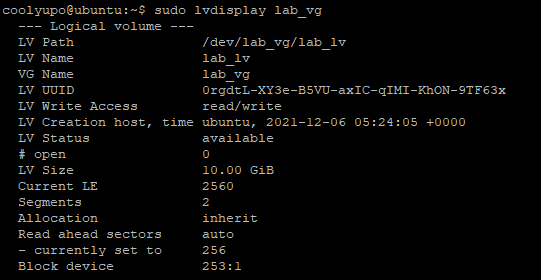 coolyupo@ubuntu:~$ sudo lvdisplay lab_vg
--- Logical volume ---
LV Path /dev/lab_vg/lab_lv
LV Name lab_lv
VG Name lab_vg
LV UUID 0rgdtL-XY3e-B5VU-axIC-qIMI-KhON-9TF63x
LV Write Access read/write
LV Creation host, time ubuntu, 2021-12-06 05:24:05 +0000
LV Status available
# open 0
LV Size 10.00 GiB
Current LE 2560
Segments 2
Allocation inherit
Read ahead sectors auto
- currently set to 256
Block device 253:1